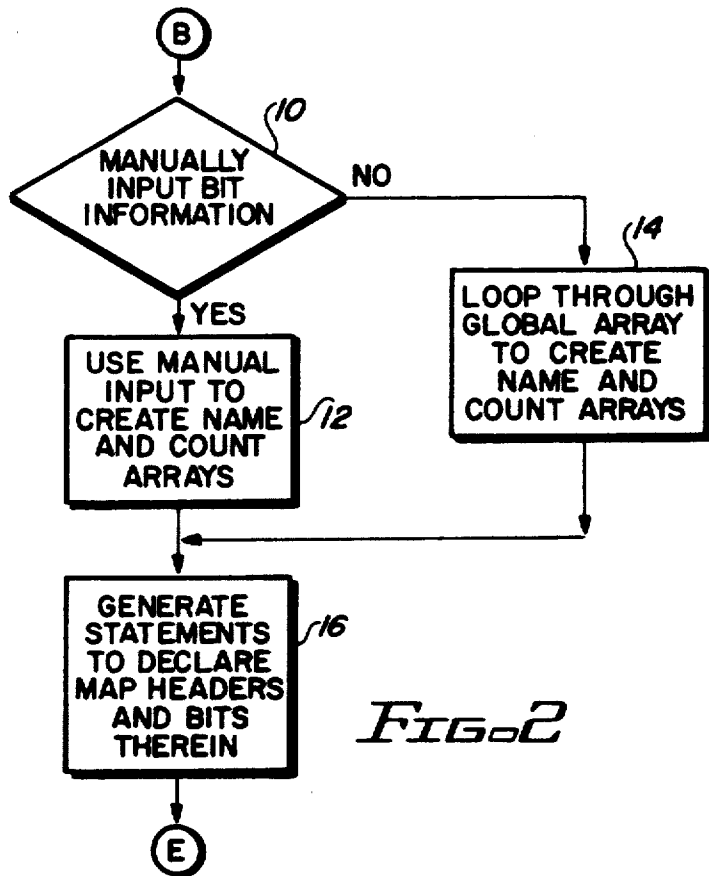 B
10
MANUALLY
INPUT BIT
INFORMATION
NO
YES
14
LOOP THROUGH
GLOBAL ARRAY
TO CREATE
NAME AND
COUNT ARRAYS
USE MANUAL
INPUT TO
CREATE NAME
AND COUNT
ARRAYS
12
GENERATE
STATEMENTS
TO DECLARE
MAP HEADERS
AND BITS
THEREIN
16
FIG. 2
E